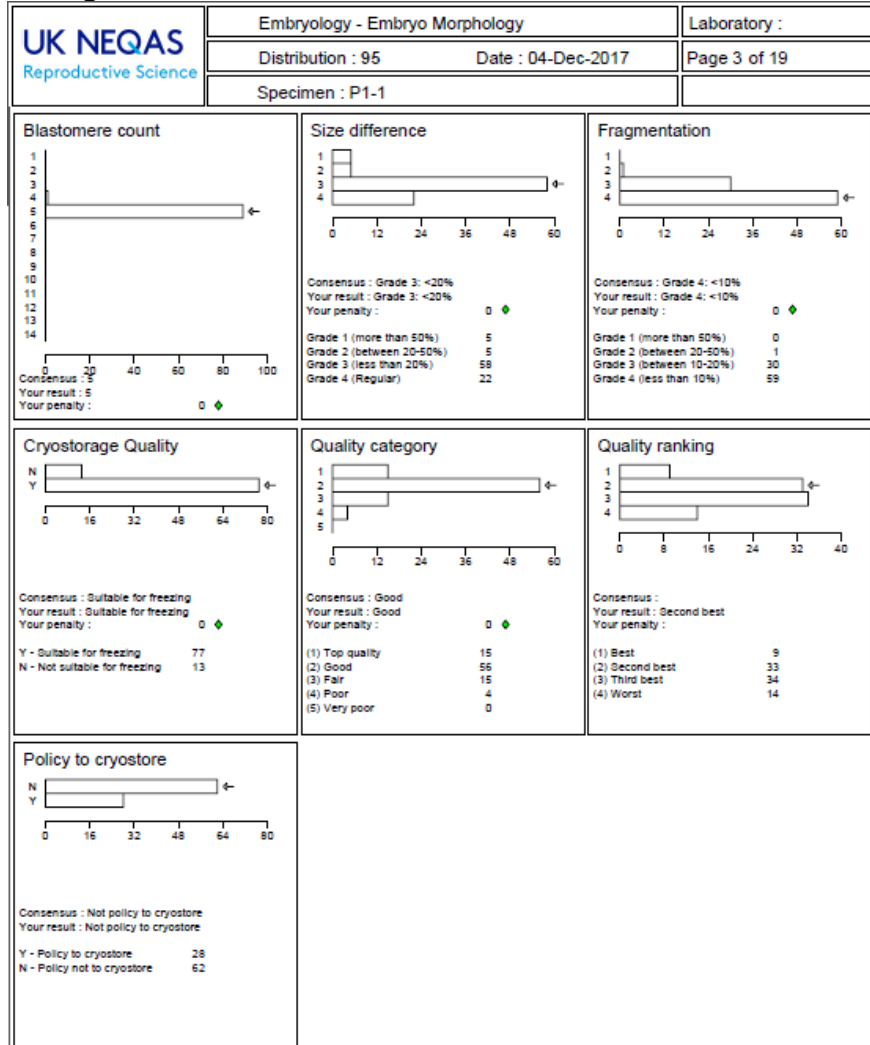 UK NEQAS
Reproductive Science
Embryology - Embryo Morphology
Laboratory :
Distribution : 95 Date : 04-Dec-2017
Page 3 of 19
Specimen : P1-1
Blastomere count
1
2
3
4
5
6
7
8
9
10
11
12
13
14
0 20 40 60 80 100
Consensus : 5
Your result : 5
Your penalty : 0
Size difference
1
2
3
4
0 12 24 36 48 60
Consensus : Grade 3: <20%
Your result : Grade 3: <20%
Your penalty : 0
Grade 1 (more than 50%) 5
Grade 2 (between 20-50%) 5
Grade 3 (less than 20%) 58
Grade 4 (Regular) 22
Fragmentation
1
2
3
4
0 12 24 36 48 60
Consensus : Grade 4: <10%
Your result : Grade 4: <10%
Your penalty : 0
Grade 1 (more than 50%) 0
Grade 2 (between 20-50%) 1
Grade 3 (between 10-20%) 30
Grade 4 (less than 10%) 59
Cryostorage Quality
N
Y
0 16 32 48 64 80
Consensus : Suitable for freezing
Your result : Suitable for freezing
Your penalty : 0
Y - Suitable for freezing 77
N - Not suitable for freezing 13
Quality category
1
2
3
4
5
0 12 24 36 48 60
Consensus : Good
Your result : Good
Your penalty : 0
(1) Top quality 15
(2) Good 56
(3) Fair 15
(4) Poor 4
(5) Very poor 0
Quality ranking
1
2
3
4
0 8 16 24 32 40
Consensus :
Your result : Second best
Your penalty :
(1) Best 9
(2) Second best 33
(3) Third best 34
(4) Worst 14
Policy to cryostore
N
Y
0 16 32 48 64 80
Consensus : Not policy to cryostore
Your result : Not policy to cryostore
Y - Policy to cryostore 28
N - Policy not to cryostore 62